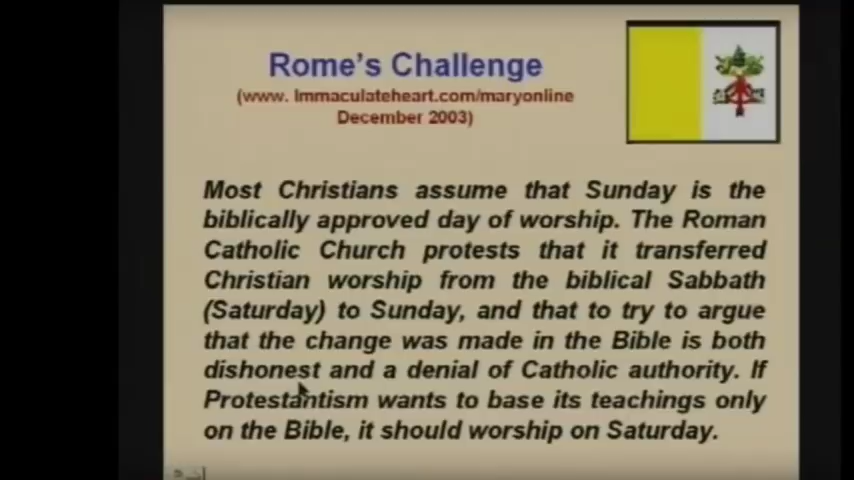 Rome's Challenge
(www. Immaculateheart.com/maryonline
December 2003)
Most Christians assume that Sunday is the
biblically approved day of worship. The Roman
Catholic Church protests that it transferred
Christian worship from the biblical Sabbath
(Saturday) to Sunday, and that to try to argue
that the change was made in the Bible is both
dishonest and a denial of Catholic authority. If
Protestantism wants to base its teachings only
on the Bible, it should worship on Saturday.